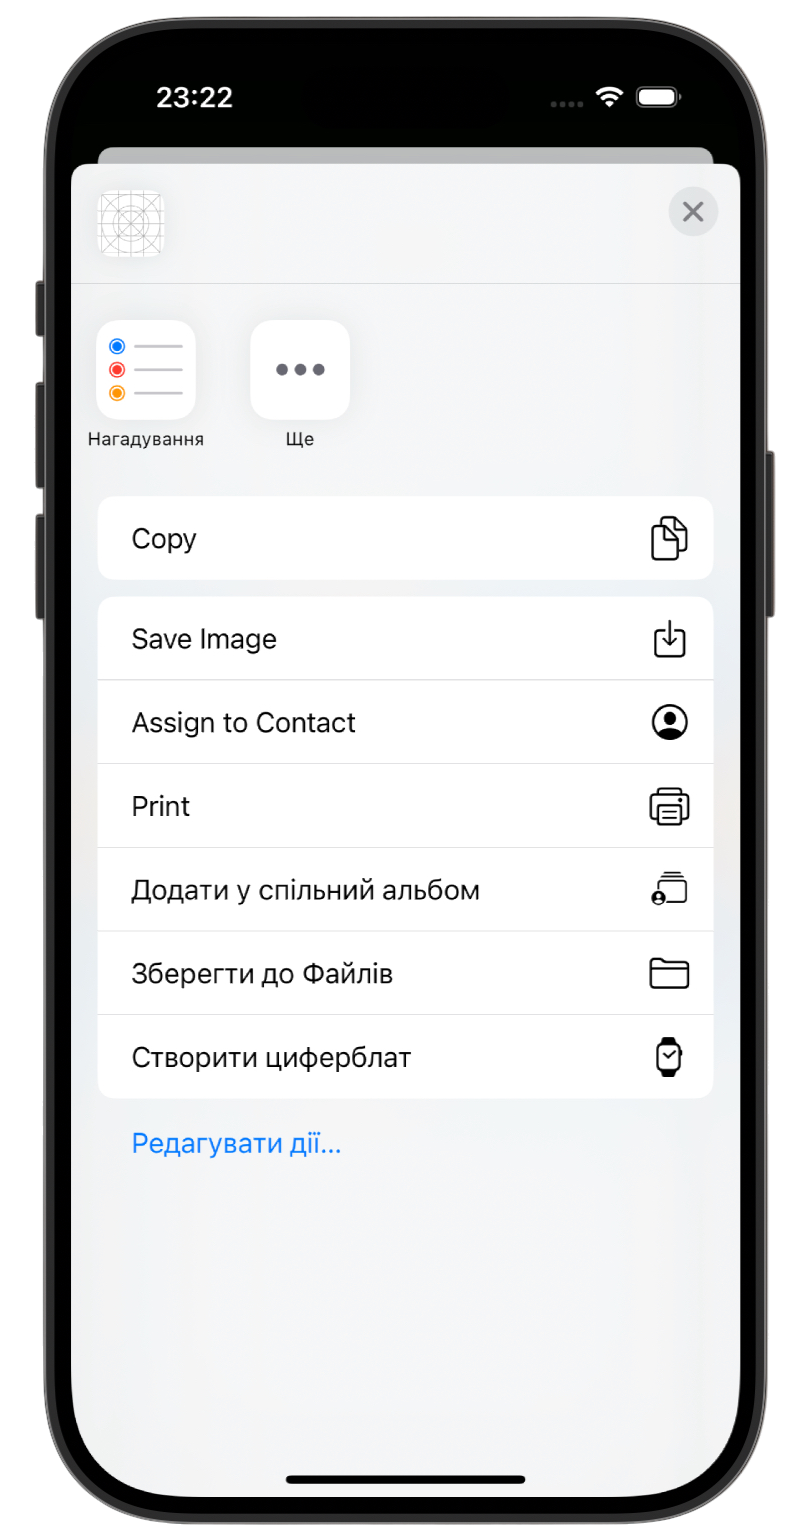 23:22
Нагадування
Ще
Copy
Save Image
Assign to Contact
Print
Додати у спільний альбом
Зберегти до Файлів
Створити циферблат
Редагувати дії...